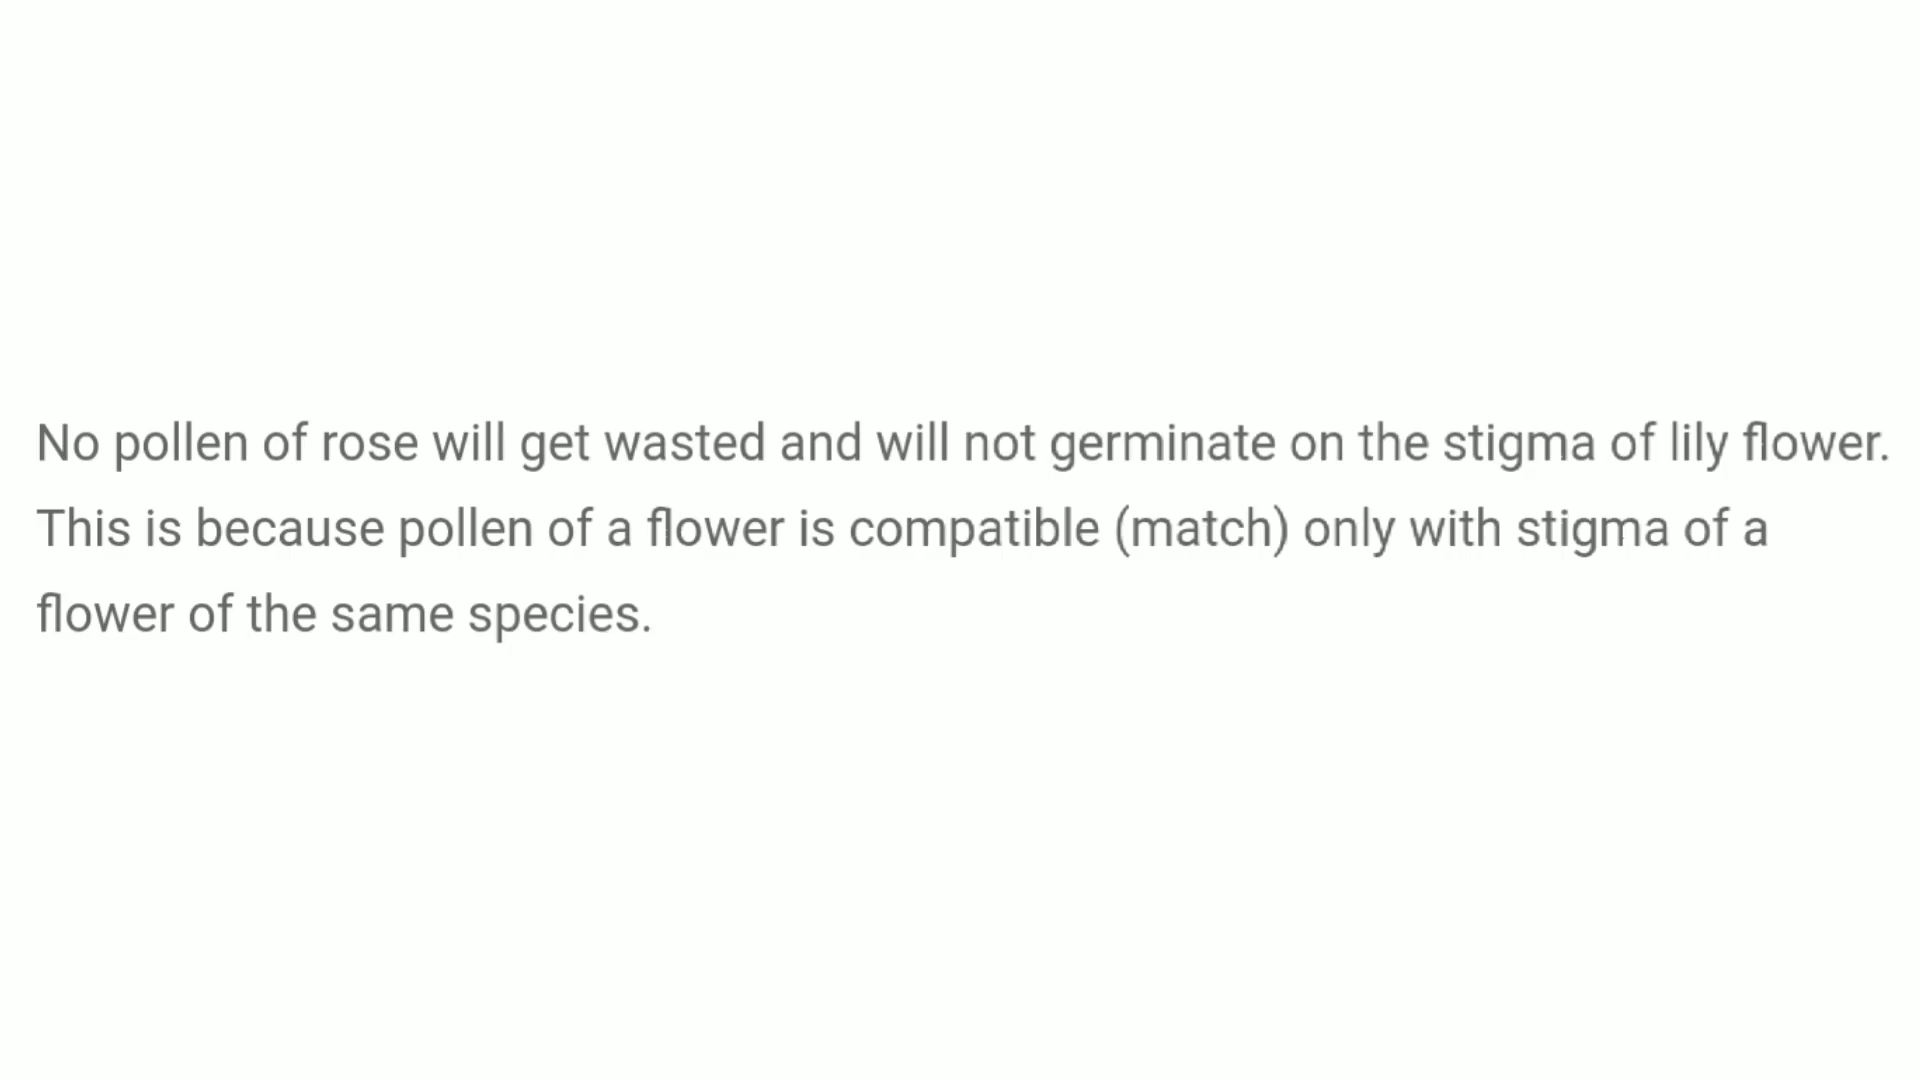 No pollen of rose will get wasted and will not germinate on the stigma of lily flower.
This is because pollen of a flower is compatible (match) only with stigma of a
flower of the same species.